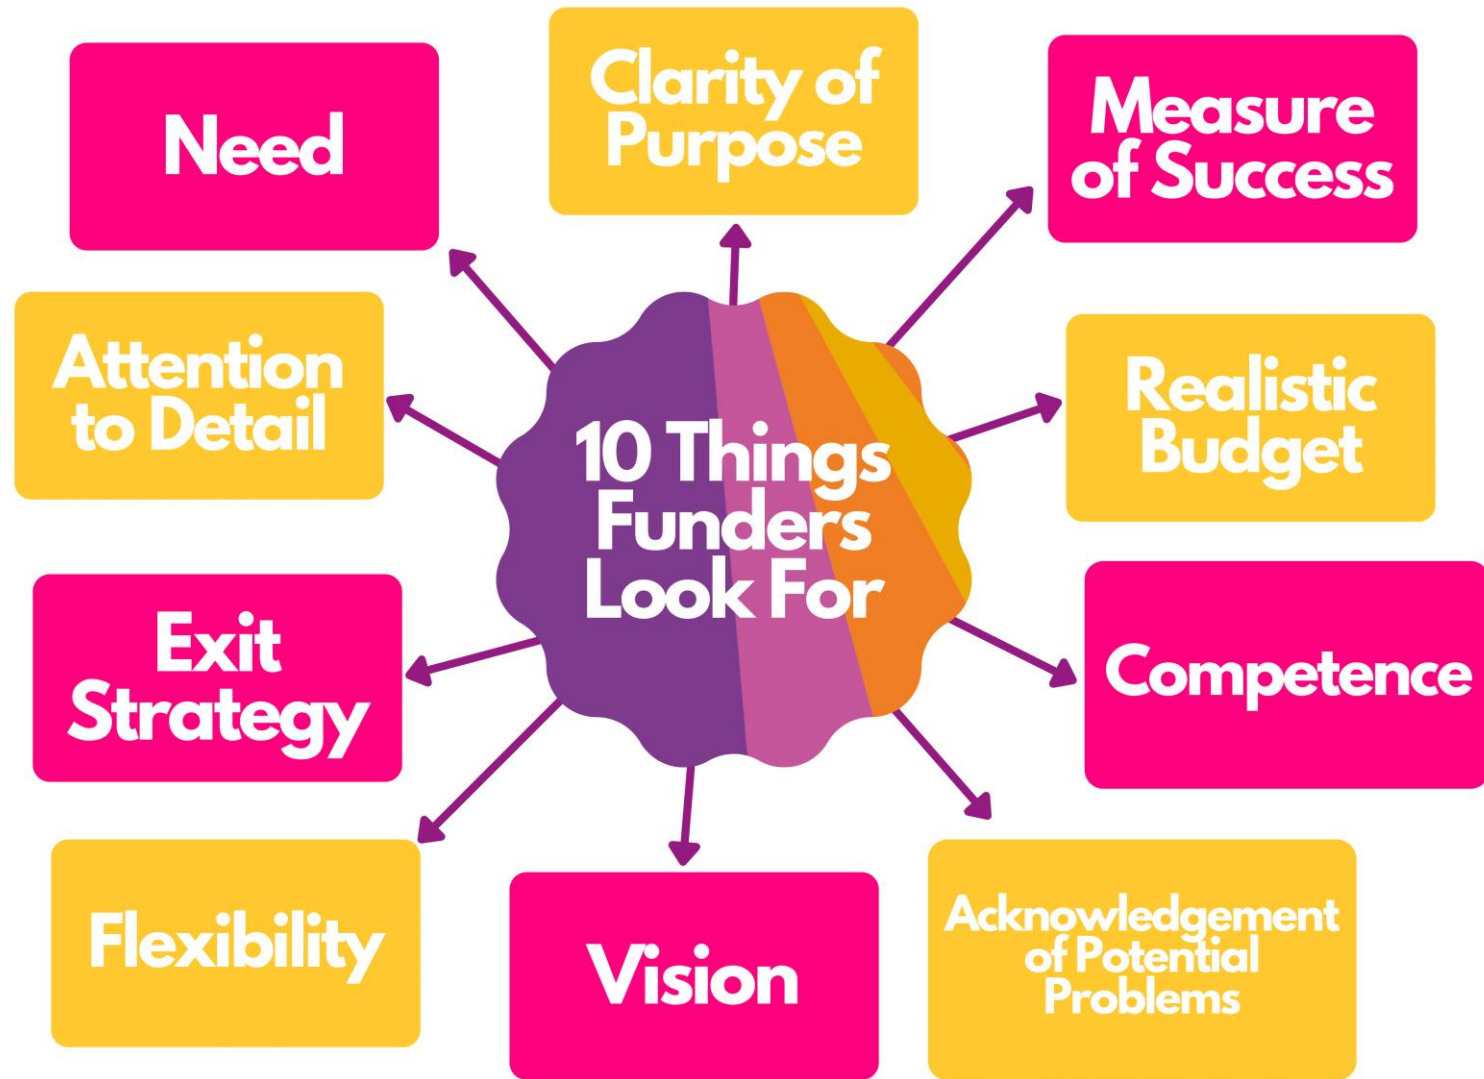 Need
Clarity of
Purpose
Measure
of Success
Attention
to Detail
10 Things
Funders
Look For
Realistic
Budget
Exit
Strategy
Competence
Flexibility
Vision
Acknowledgement
of Potential
Problems